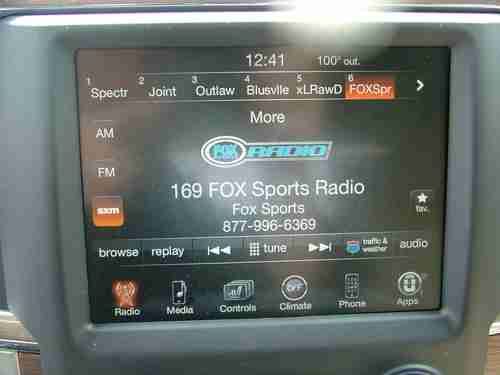 12:41 100° out.
1 Spectr 2 Joint 3 Outlaw 4 Blusvlle 5 xLRawD 6 FOXSpr
More
AM
FOX RADIO
FM
169 FOX Sports Radio
sxm Fox Sports fav.
877-996-6369
browse replay tune traffic & weather audio
OFF
Radio Media Controls Climate Phone Apps